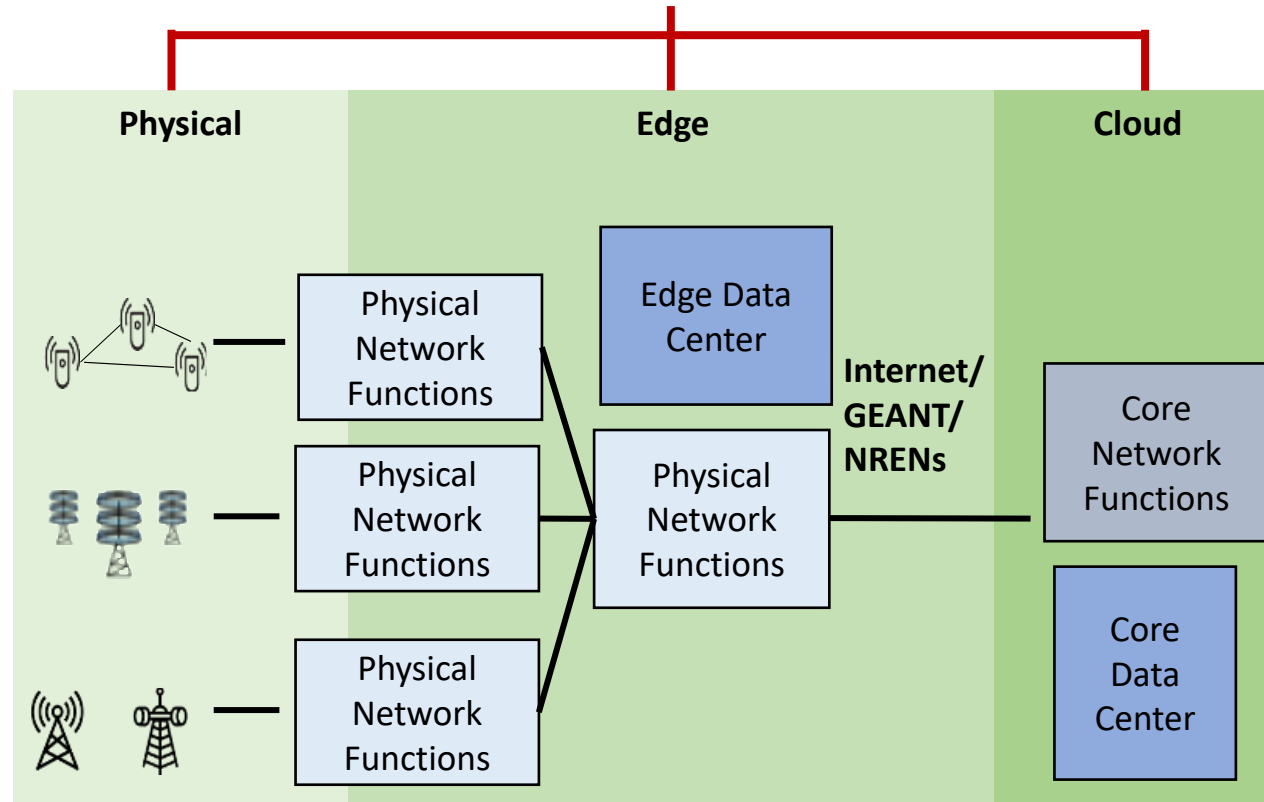 Physical
Edge
Cloud
Physical
Network
Functions
Edge Data
Center
Internet/
GEANT/
NRENs
Core
Network
Functions
Physical
Network
Functions
Physical
Network
Functions
Core
Data
Center
Physical
Network
Functions